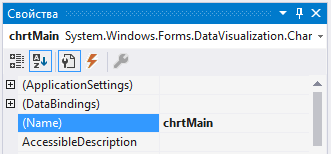 Свойства
chrtMain System.Windows.Forms.DataVisualization.Char
(ApplicationSettings)
(DataBindings)
(Name) chrtMain
AccessibleDescription